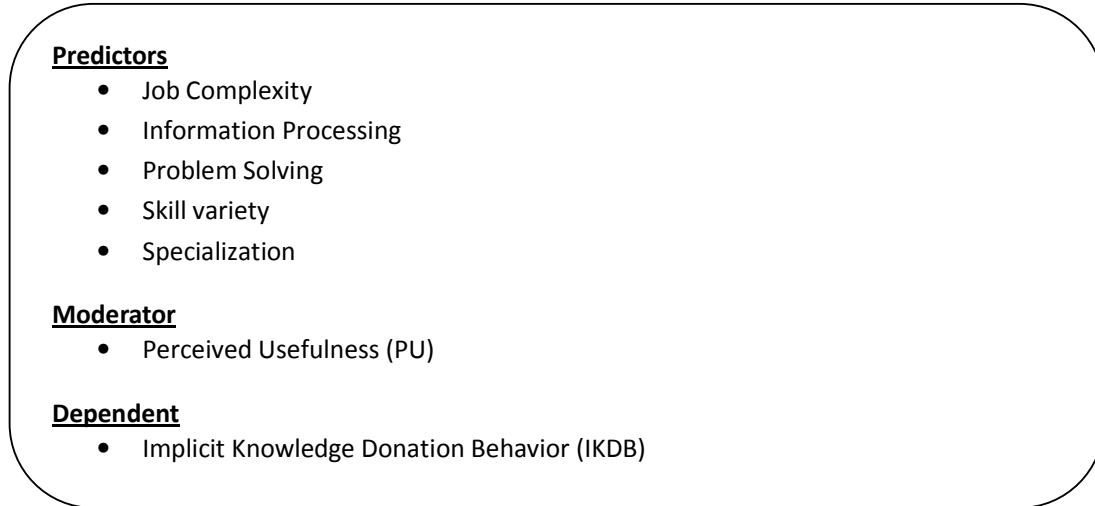 Predictors
• Job Complexity
• Information Processing
• Problem Solving
• Skill variety
• Specialization
Moderator
• Perceived Usefulness (PU)
Dependent
• Implicit Knowledge Donation Behavior (IKDB)